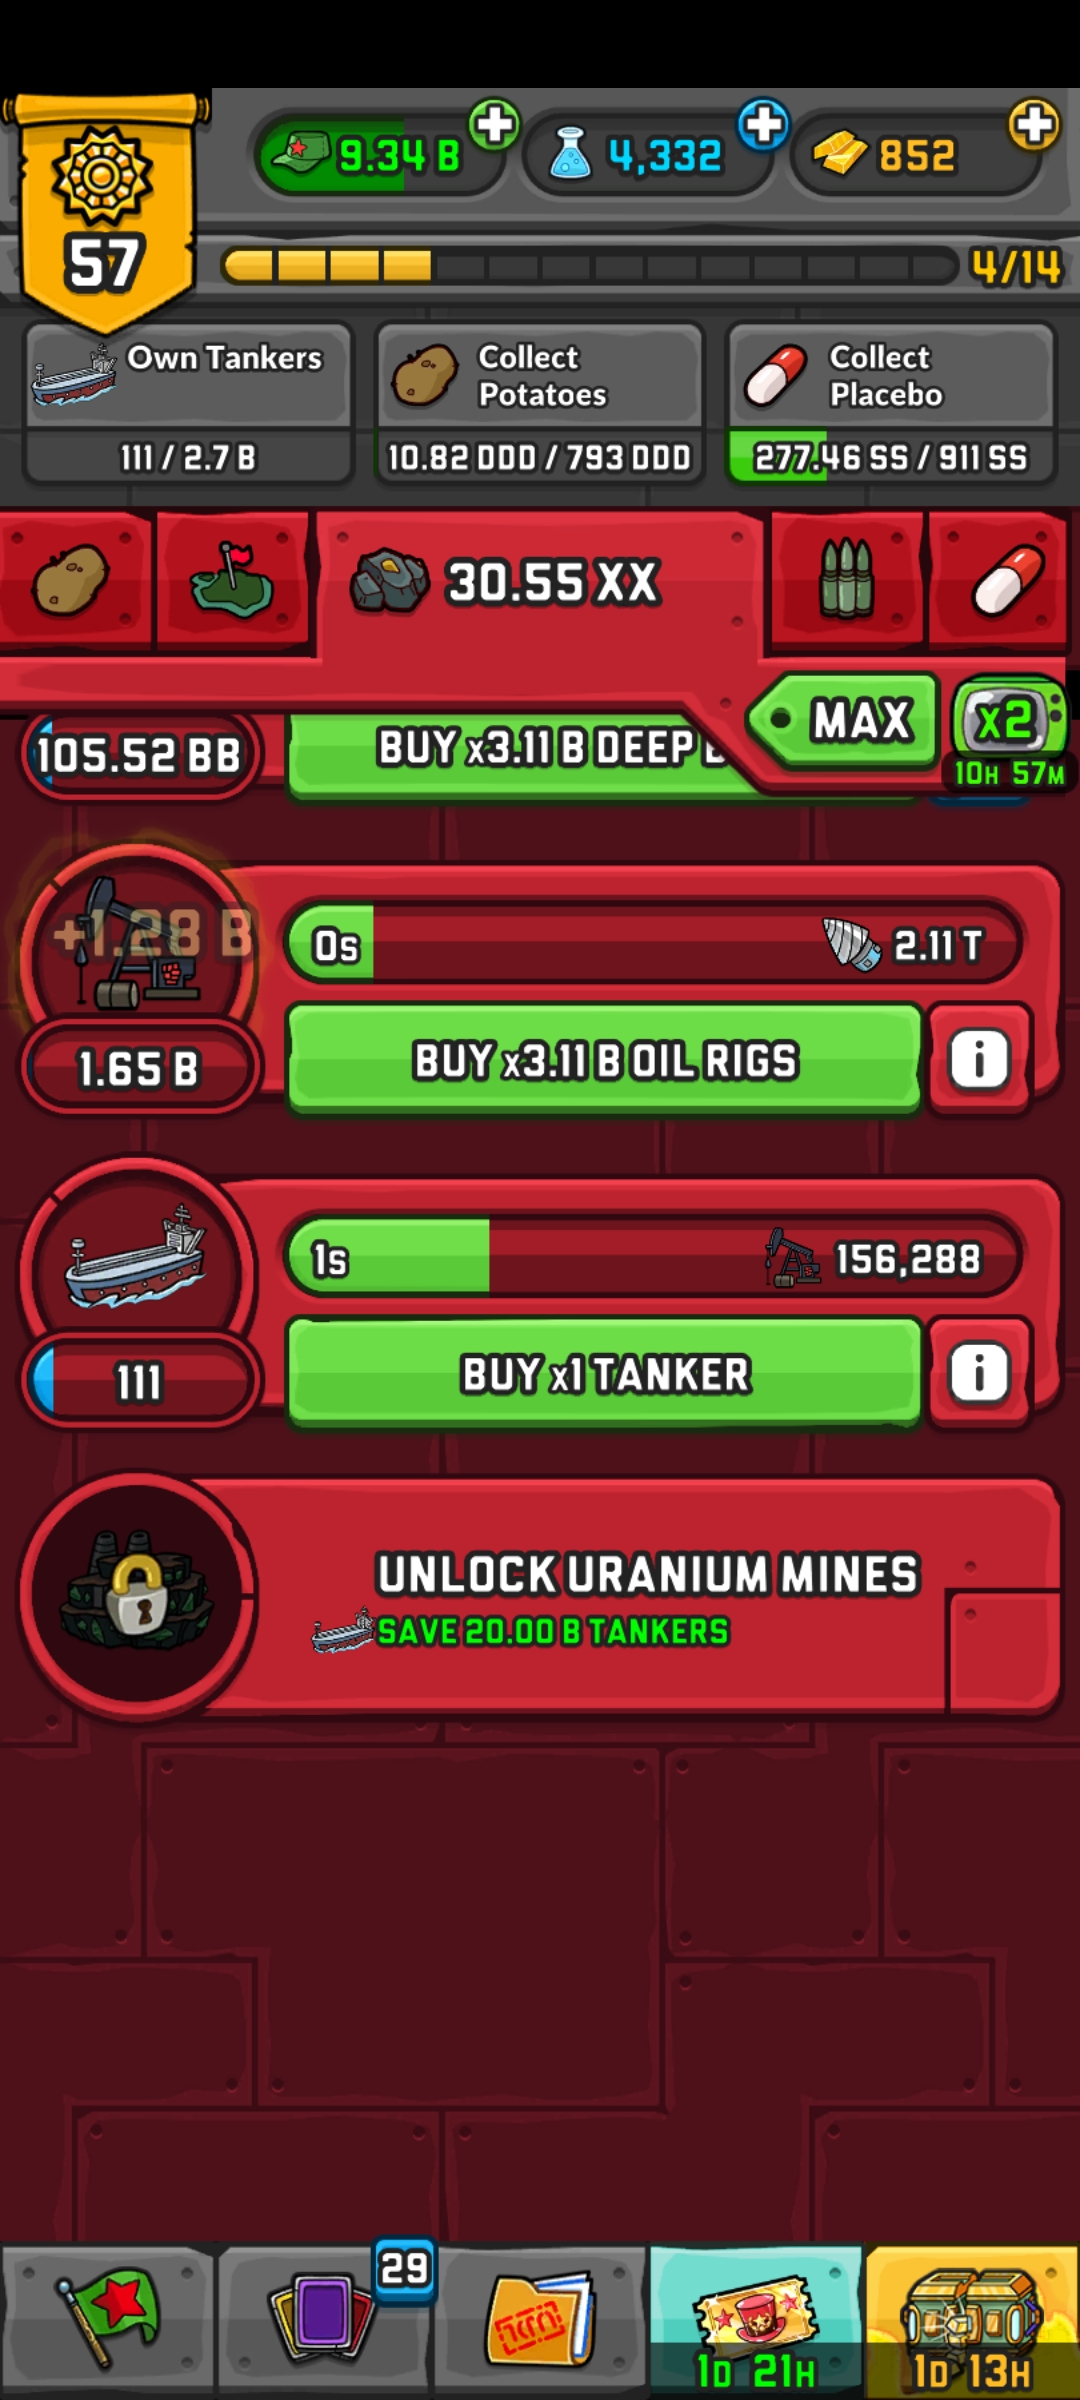 9.34 B
4,332
852
57
4/14
Own Tankers
111 / 2.7 B
Collect
Potatoes
10.82 DDD / 793 DDD
Collect
Placebo
277.46 SS / 911 SS
30.55 XX
MAX
x2
10H 57M
105.52 BB
BUY x3.11 B DEEP
+1.28 B
0s
2.11 T
1.65 B
BUY x3.11 B OIL RIGS
i
1s
156,288
111
BUY x1 TANKER
i
UNLOCK URANIUM MINES
SAVE 20.00 B TANKERS
29
1D 21H
1D 13H